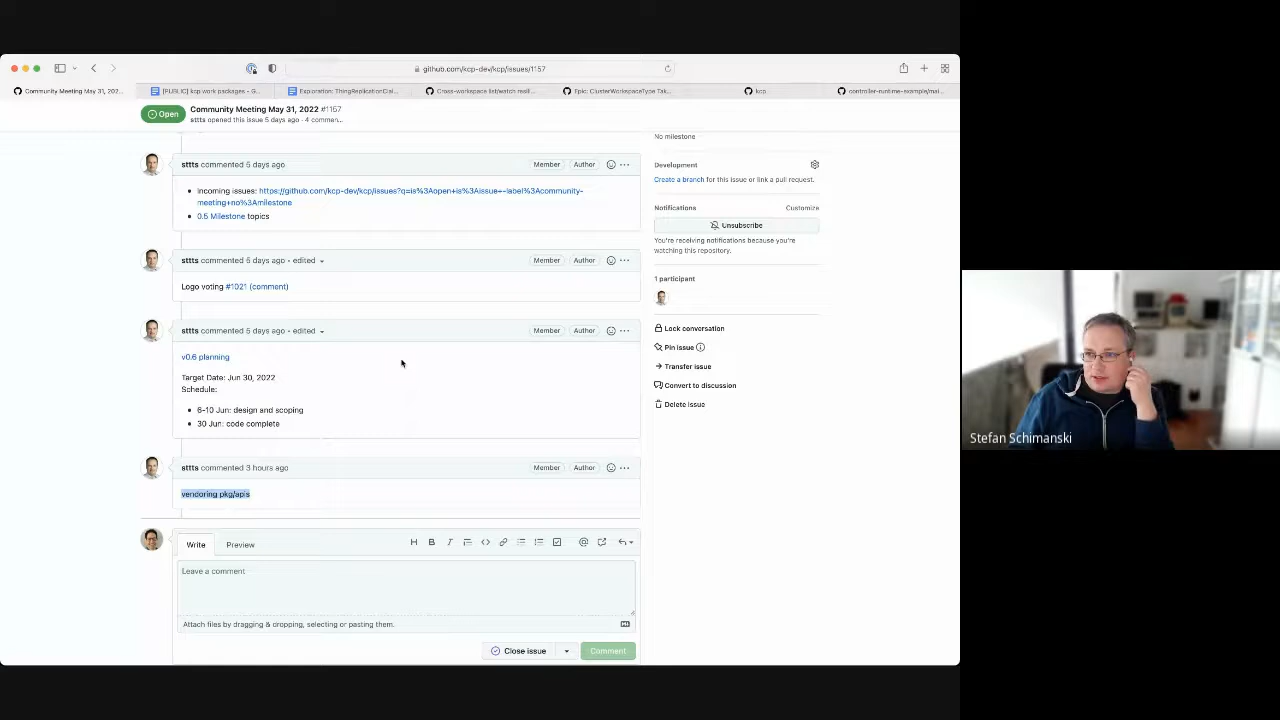 github.com/kcp-dev/kcp/issues/1157
Community Meeting May 31, 202...
[PUBLIC] kcp work packages - G...
Exploration: ThingReplicationClai...
Cross-workspace list/watch resili...
Epic: ClusterWorkspaceType Tak...
kcp
controller-runtime-example/mai...
Open
Community Meeting May 31, 2022 #1157
sttts opened this issue 5 days ago · 4 commen...
No milestone
sttts commented 5 days ago
Member
Author
Incoming issues: https://github.com/kcp-dev/kcp/issues?q=is%3Aopen+is%3Aissue+-label%3Acommunity-
meeting+no%3Amilestone
0.5 Milestone topics
sttts commented 5 days ago • edited
Member
Author
Logo voting #1021 (comment)
sttts commented 5 days ago • edited
Member
Author
v0.6 planning
Target Date: Jun 30, 2022
Schedule:
6-10 Jun: design and scoping
30 Jun: code complete
sttts commented 3 hours ago
Member
Author
vendoring pkg/apis
Write
Preview
Leave a comment
Attach files by dragging & dropping, selecting or pasting them.
Close issue
Comment
Development
Create a branch for this issue or link a pull request.
Notifications
Customize
Unsubscribe
You're receiving notifications because you're
watching this repository.
1 participant
Lock conversation
Pin issue
Transfer issue
Convert to discussion
Delete issue
Stefan Schimanski